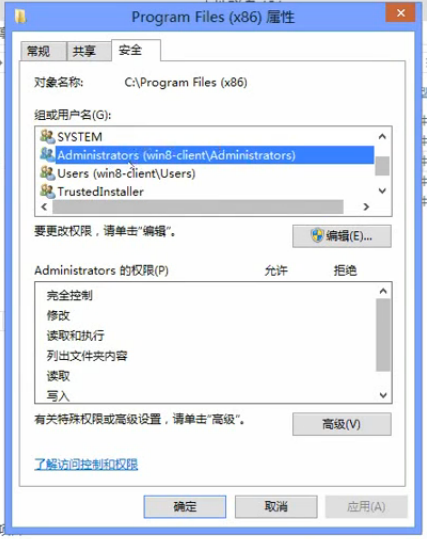 Program Files (x86) 属性
常规 共享 安全
对象名称: C:\Program Files (x86)
组或用户名(G):
SYSTEM
Administrators (win8-client\Administrators)
Users (win8-client\Users)
TrustedInstaller
要更改权限，请单击“编辑”。
编辑(E)...
Administrators 的权限(P) 允许 拒绝
完全控制
修改
读取和执行
列出文件夹内容
读取
写入
有关特殊权限或高级设置，请单击“高级”。
高级(V)
了解访问控制和权限
确定 取消 应用(A)